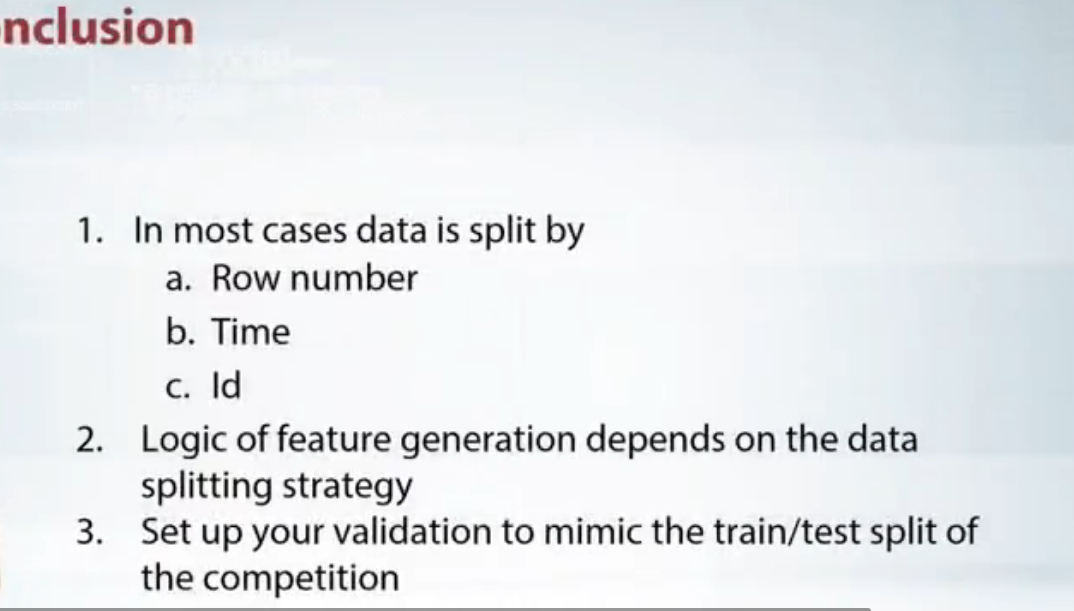 nclusion
1. In most cases data is split by
a. Row number
b. Time
c. Id
2. Logic of feature generation depends on the data
splitting strategy
3. Set up your validation to mimic the train/test split of
the competition